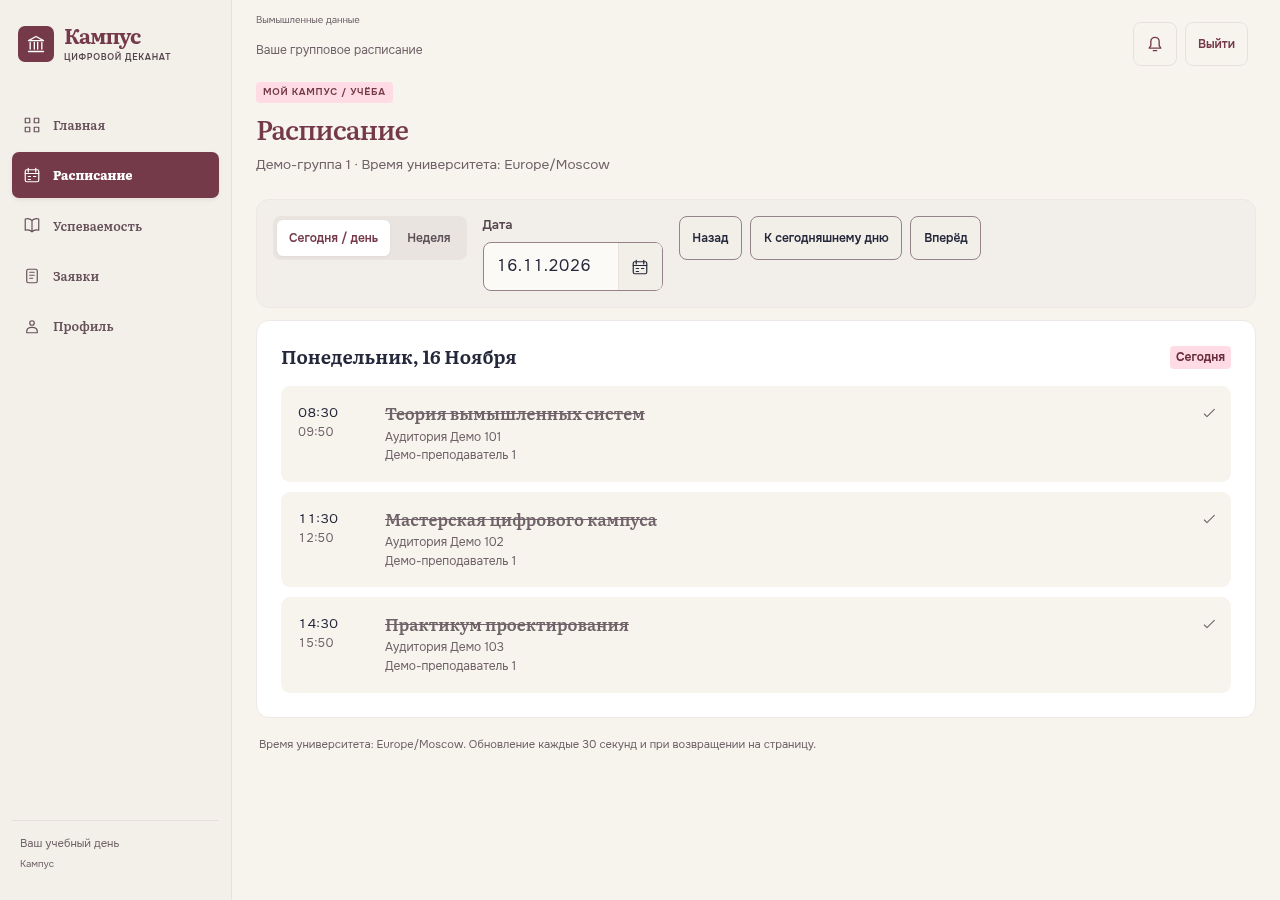 Кампус
ЦИФРОВОЙ ДЕКАНАТ
Главная
Расписание
Успеваемость
Заявки
Профиль
Ваш учебный день
Кампус
Вымышленные данные
Ваше групповое расписание
Выйти
МОЙ КАМПУС / УЧЁБА
Расписание
Демо-группа 1 · Время университета: Europe/Moscow
Сегодня / день
Неделя
Дата
16.11.2026
Назад
К сегодняшнему дню
Вперёд
Понедельник, 16 Ноября
Сегодня
08:30
09:50
Теория вымышленных систем
Аудитория Демо 101
Демо-преподаватель 1
11:30
12:50
Мастерская цифрового кампуса
Аудитория Демо 102
Демо-преподаватель 1
14:30
15:50
Практикум проектирования
Аудитория Демо 103
Демо-преподаватель 1
Время университета: Europe/Moscow. Обновление каждые 30 секунд и при возвращении на страницу.